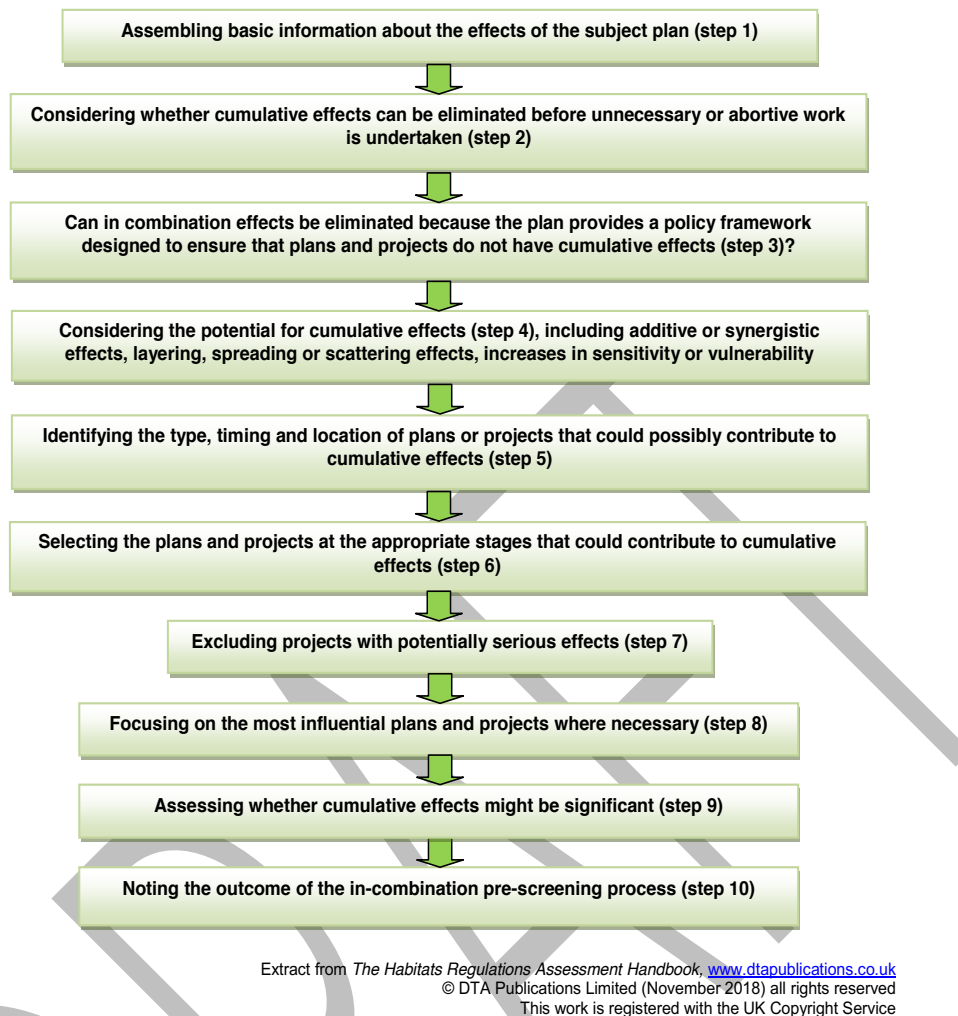 Assembling basic information about the effects of the subject plan (step 1)
Considering whether cumulative effects can be eliminated before unnecessary or abortive work
is undertaken (step 2)
Can in combination effects be eliminated because the plan provides a policy framework
designed to ensure that plans and projects do not have cumulative effects (step 3)?
Considering the potential for cumulative effects (step 4), including additive or synergistic
effects, layering, spreading or scattering effects, increases in sensitivity or vulnerability
Identifying the type, timing and location of plans or projects that could possibly contribute to
cumulative effects (step 5)
Selecting the plans and projects at the appropriate stages that could contribute to cumulative
effects (step 6)
Excluding projects with potentially serious effects (step 7)
Focusing on the most influential plans and projects where necessary (step 8)
Assessing whether cumulative effects might be significant (step 9)
Noting the outcome of the in-combination pre-screening process (step 10)
Extract from The Habitats Regulations Assessment Handbook, www.dtapublications.co.uk
© DTA Publications Limited (November 2018) all rights reserved
This work is registered with the UK Copyright Service